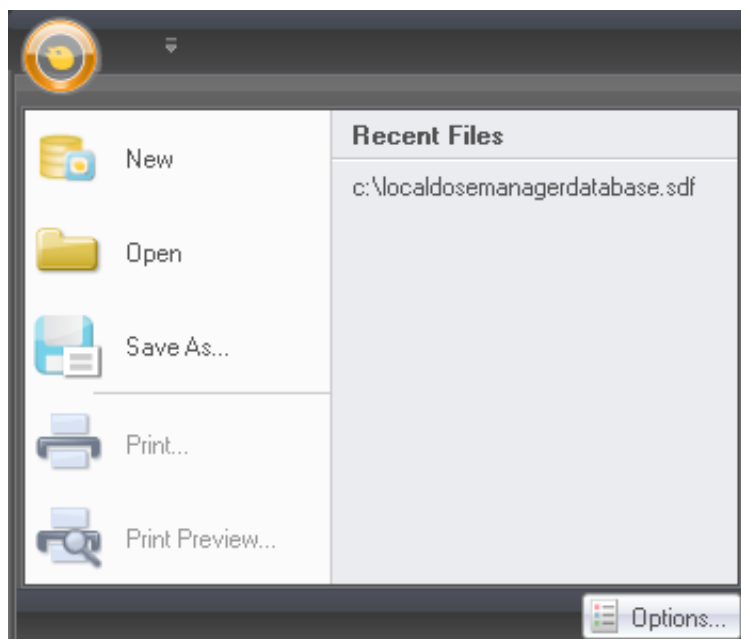 New
Open
Save As...
Print...
Print Preview...
Recent Files
c:\localdosemanagerdatabase.sdf
Options...